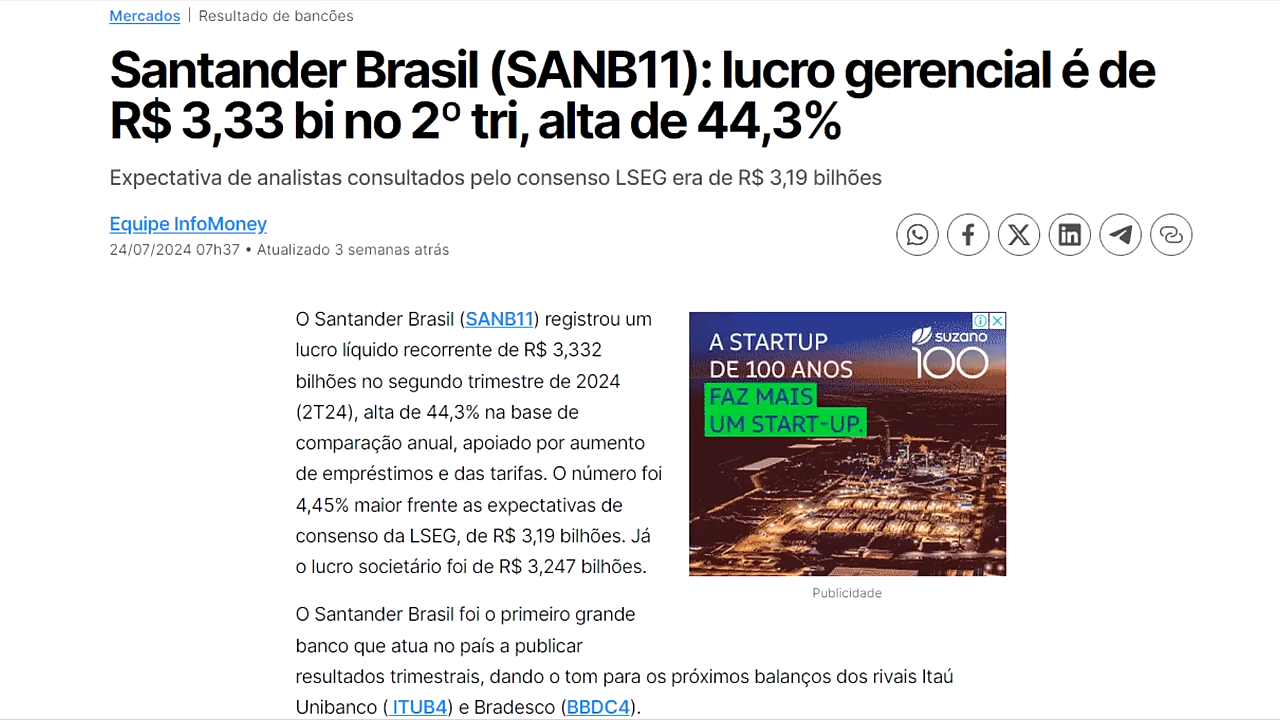 Mercados | Resultado de bancões
Santander Brasil (SANB11): lucro gerencial é de
R$ 3,33 bi no 2º tri, alta de 44,3%
Expectativa de analistas consultados pelo consenso LSEG era de R$ 3,19 bilhões
Equipe InfoMoney
24/07/2024 07h37 • Atualizado 3 semanas atrás
O Santander Brasil (SANB11) registrou um
lucro líquido recorrente de R$ 3,332
bilhões no segundo trimestre de 2024
(2T24), alta de 44,3% na base de
comparação anual, apoiado por aumento
de empréstimos e das tarifas. O número foi
4,45% maior frente as expectativas de
consenso da LSEG, de R$ 3,19 bilhões. Já
o lucro societário foi de R$ 3,247 bilhões.
A STARTUP
DE 100 ANOS
FAZ MAIS
UM START-UP.
suzano
100
Publicidade
O Santander Brasil foi o primeiro grande
banco que atua no país a publicar
resultados trimestrais, dando o tom para os próximos balanços dos rivais Itaú
Unibanco ( ITUB4) e Bradesco (BBDC4).